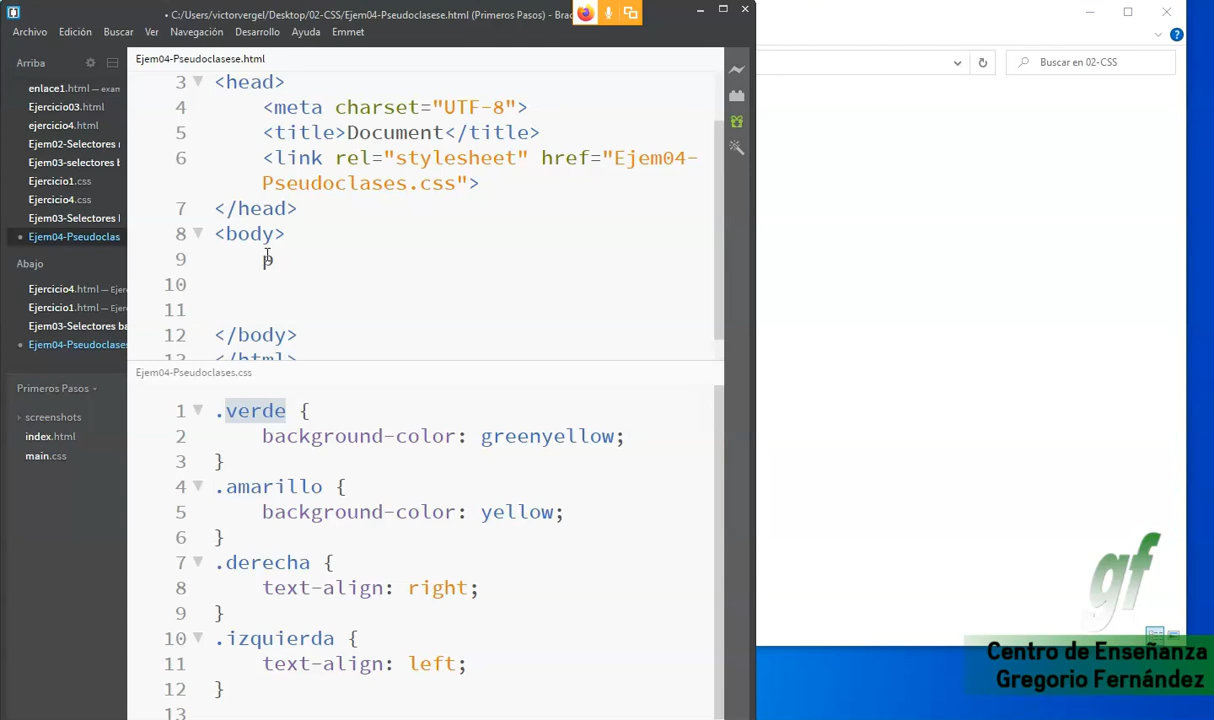 C:/Users/victorvergel/Desktop/02-CSS/Ejem04-Pseudoclasese.html (Primeros Pasos) - Brac
Archivo Edición Buscar Ver Navegación Desarrollo Ayuda Emmet
Arriba
enlace1.html — exam
Ejercicio03.html
ejercicio4.html
Ejem02-Selectores
Ejem03-selectores b
Ejercicio1.css
Ejercicio4.css
Ejem03-Selectores
Ejem04-Pseudoclas
Abajo
Ejercicio4.html — Ejer
Ejercicio1.html — Ejer
Ejem03-Selectores ba
Ejem04-Pseudoclases
Primeros Pasos
screenshots
index.html
main.css
Ejem04-Pseudoclasese.html
3 <head>
4 <meta charset="UTF-8">
5 <title>Document</title>
6 <link rel="stylesheet" href="Ejem04-
Pseudoclases.css">
7 </head>
8 <body>
9 p
10
11
12 </body>
13 </html>
Ejem04-Pseudoclases.css
1 .verde {
2 background-color: greenyellow;
3 }
4 .amarillo {
5 background-color: yellow;
6 }
7 .derecha {
8 text-align: right;
9 }
10 .izquierda {
11 text-align: left;
12 }
13
Buscar en 02-CSS
gf
Centro de Enseñanza
Gregorio Fernández